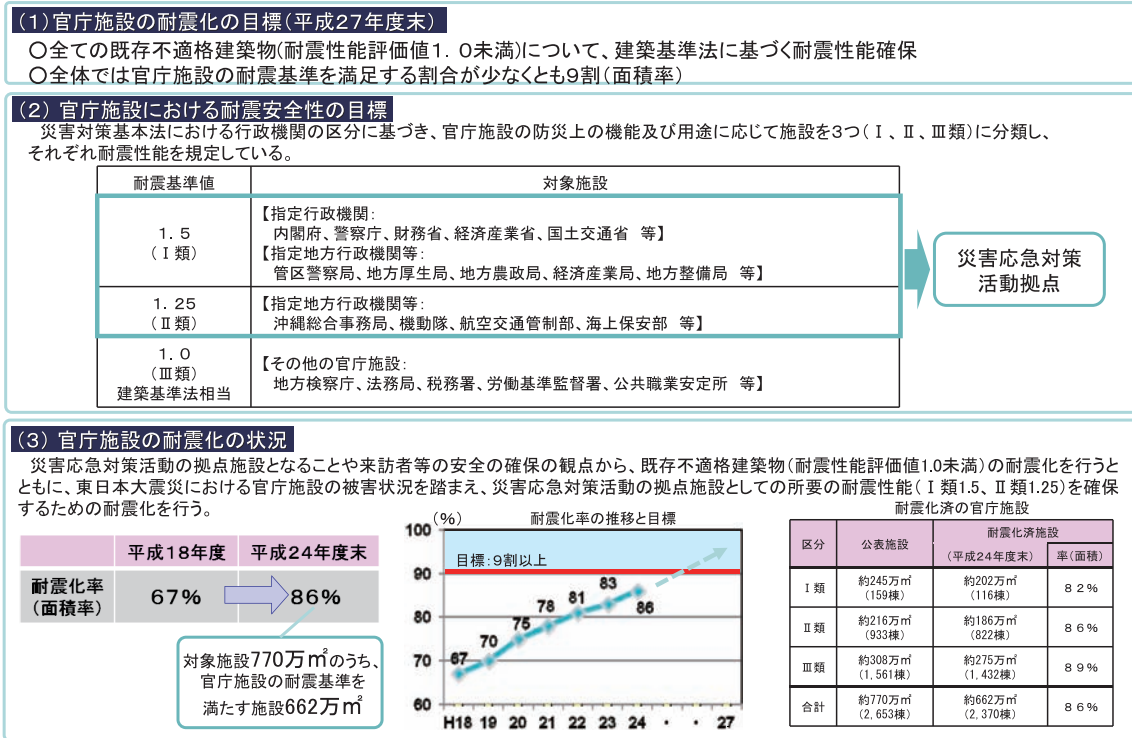 (1)官庁施設の耐震化の目標(平成27年度末)
○全ての既存不適格建築物(耐震性能評価値1.0未満)について、建築基準法に基づく耐震性能確保
○全体では官庁施設の耐震基準を満足する割合が少なくとも9割(面積率)
(2) 官庁施設における耐震安全性の目標
災害対策基本法における行政機関の区分に基づき、官庁施設の防災上の機能及び用途に応じて施設を3つ(Ⅰ、Ⅱ、Ⅲ類)に分類し、
それぞれ耐震性能を規定している。
耐震基準値 対象施設
1.5
(Ⅰ類)
【指定行政機関:
内閣府、警察庁、財務省、経済産業省、国土交通省 等】
【指定地方行政機関等:
管区警察局、地方厚生局、地方農政局、経済産業局、地方整備局 等】
1.25
(Ⅱ類)
【指定地方行政機関等:
沖縄総合事務局、機動隊、航空交通管制部、海上保安部 等】
1.0
(Ⅲ類)
建築基準法相当
【その他の官庁施設:
地方検察庁、法務局、税務署、労働基準監督署、公共職業安定所 等】
災害応急対策
活動拠点
(3) 官庁施設の耐震化の状況
災害応急対策活動の拠点施設となることや来訪者等の安全の確保の観点から、既存不適格建築物(耐震性能評価値1.0未満)の耐震化を行うと
ともに、東日本大震災における官庁施設の被害状況を踏まえ、災害応急対策活動の拠点施設としての所要の耐震性能(Ⅰ類1.5、Ⅱ類1.25)を確保
するための耐震化を行う。
平成18年度 平成24年度末
耐震化率
(面積率)
67% 86%
対象施設770万㎡のうち、
官庁施設の耐震基準を
満たす施設662万㎡
(%) 耐震化率の推移と目標
100
90
80
70
60
目標:9割以上
67
70
75
78
81
83
86
H18 19 20 21 22 23 24 ・ ・ 27
耐震化済の官庁施設
区分 公表施設 耐震化済施設
(平成24年度末) 率(面積)
Ⅰ類 約245万㎡ 約202万㎡ 82%
(159棟) (116棟)
Ⅱ類 約216万㎡ 約186万㎡ 86%
(933棟) (822棟)
Ⅲ類 約308万㎡ 約275万㎡ 89%
(1,561棟) (1,432棟)
合計 約770万㎡ 約662万㎡ 86%
(2,653棟) (2,370棟)